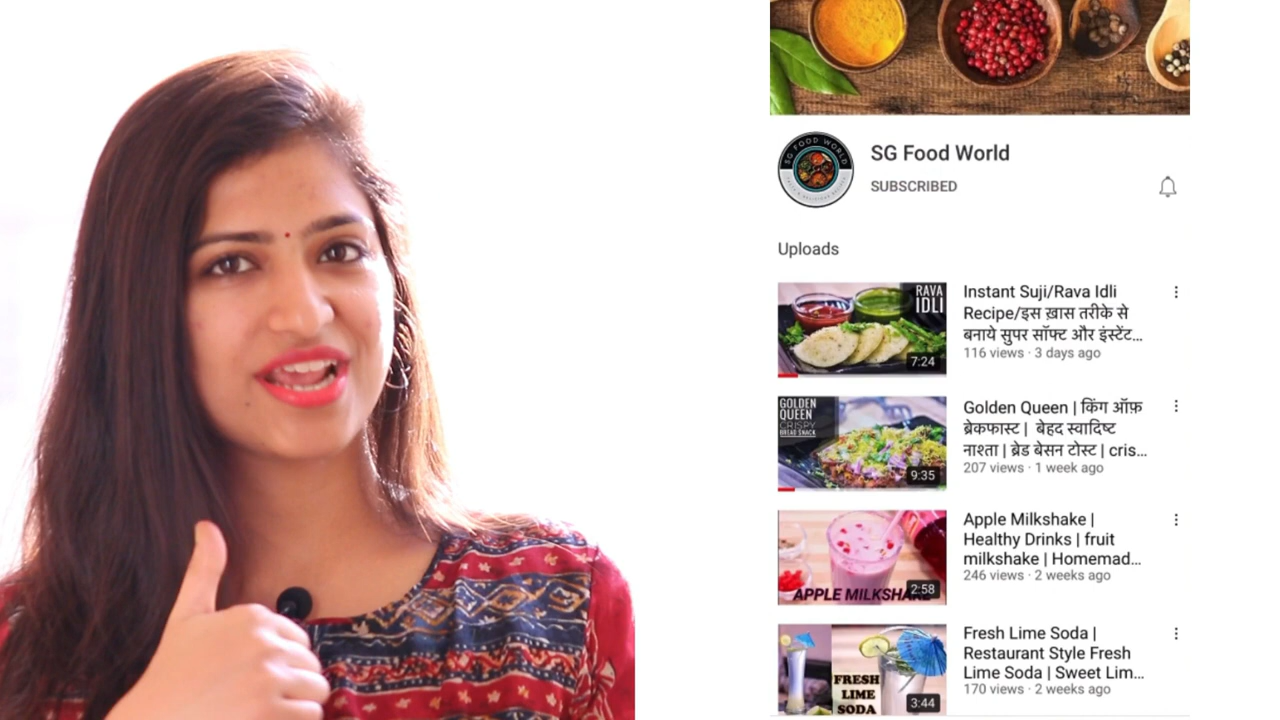 SG FOOD WORLD
SG Food World
SUBSCRIBED
Uploads
RAVA
IDLI
7:24
Instant Suji/Rava Idli
Recipe/इस ख़ास तरीके से
बनाये सुपर सॉफ्ट और इंस्टेंट...
116 views · 3 days ago
GOLDEN
QUEEN
CRISPY
BREAD SNACK
9:35
Golden Queen | किंग ऑफ़
ब्रेकफास्ट | बेहद स्वादिष्ट
नाश्ता | ब्रेड बेसन टोस्ट | cris...
207 views · 1 week ago
APPLE MILKSHAKE
2:58
Apple Milkshake |
Healthy Drinks | fruit
milkshake | Homemad...
246 views · 2 weeks ago
FRESH
LIME
SODA
3:44
Fresh Lime Soda |
Restaurant Style Fresh
Lime Soda | Sweet Lim...
170 views · 2 weeks ago